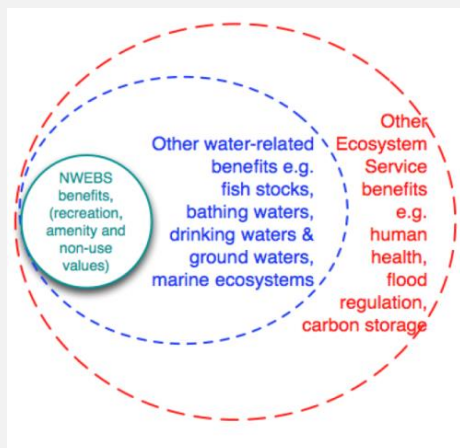 NWEBS
benefits,
(recreation,
amenity and
non-use
values)
Other water-related
benefits e.g.
fish stocks,
bathing waters,
drinking waters &
ground waters,
marine ecosystems
Other
Ecosystem
Service
benefits
e.g.
human
health,
flood
regulation,
carbon storage